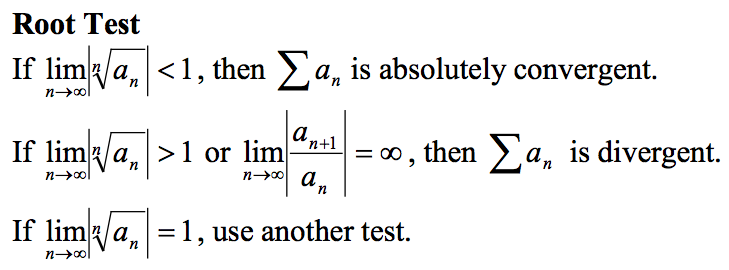 Root Test
If lim_{n→∞} |ⁿ√a_n| < 1, then ∑a_n is absolutely convergent.
If lim_{n→∞} |ⁿ√a_n| > 1 or lim_{n→∞} |a_{n+1}/a_n| = ∞, then ∑a_n is divergent.
If lim_{n→∞} |ⁿ√a_n| = 1, use another test.